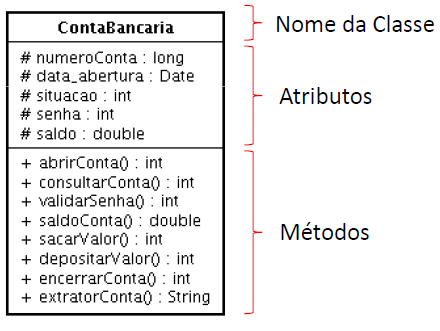 ContaBancaria
Nome da Classe
# numeroConta : long
# data_abertura : Date
# situacao : int
# senha : int
# saldo : double
Atributos
+ abrirConta() : int
+ consultarConta() : int
+ validarSenha() : int
+ saldoConta() : double
+ sacarValor() : int
+ depositarValor() : int
+ encerrarConta() : int
+ extratorConta() : String
Métodos